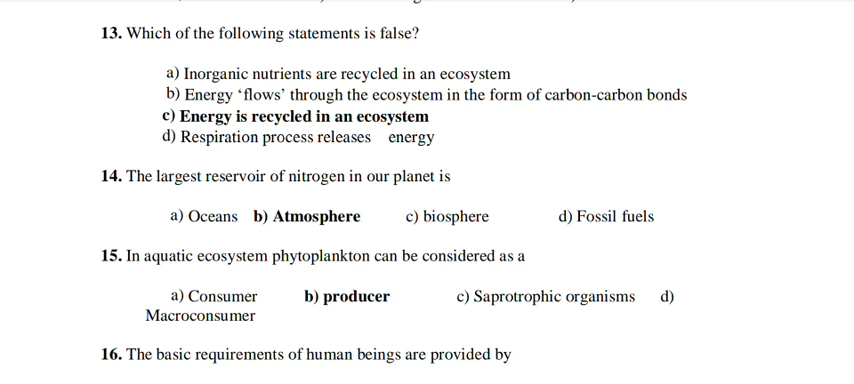 13. Which of the following statements is false?
a) Inorganic nutrients are recycled in an ecosystem
b) Energy ‘flows’ through the ecosystem in the form of carbon-carbon bonds
c) Energy is recycled in an ecosystem
d) Respiration process releases energy
14. The largest reservoir of nitrogen in our planet is
a) Oceans b) Atmosphere c) biosphere d) Fossil fuels
15. In aquatic ecosystem phytoplankton can be considered as a
a) Consumer b) producer c) Saprotrophic organisms d)
Macroconsumer
16. The basic requirements of human beings are provided by